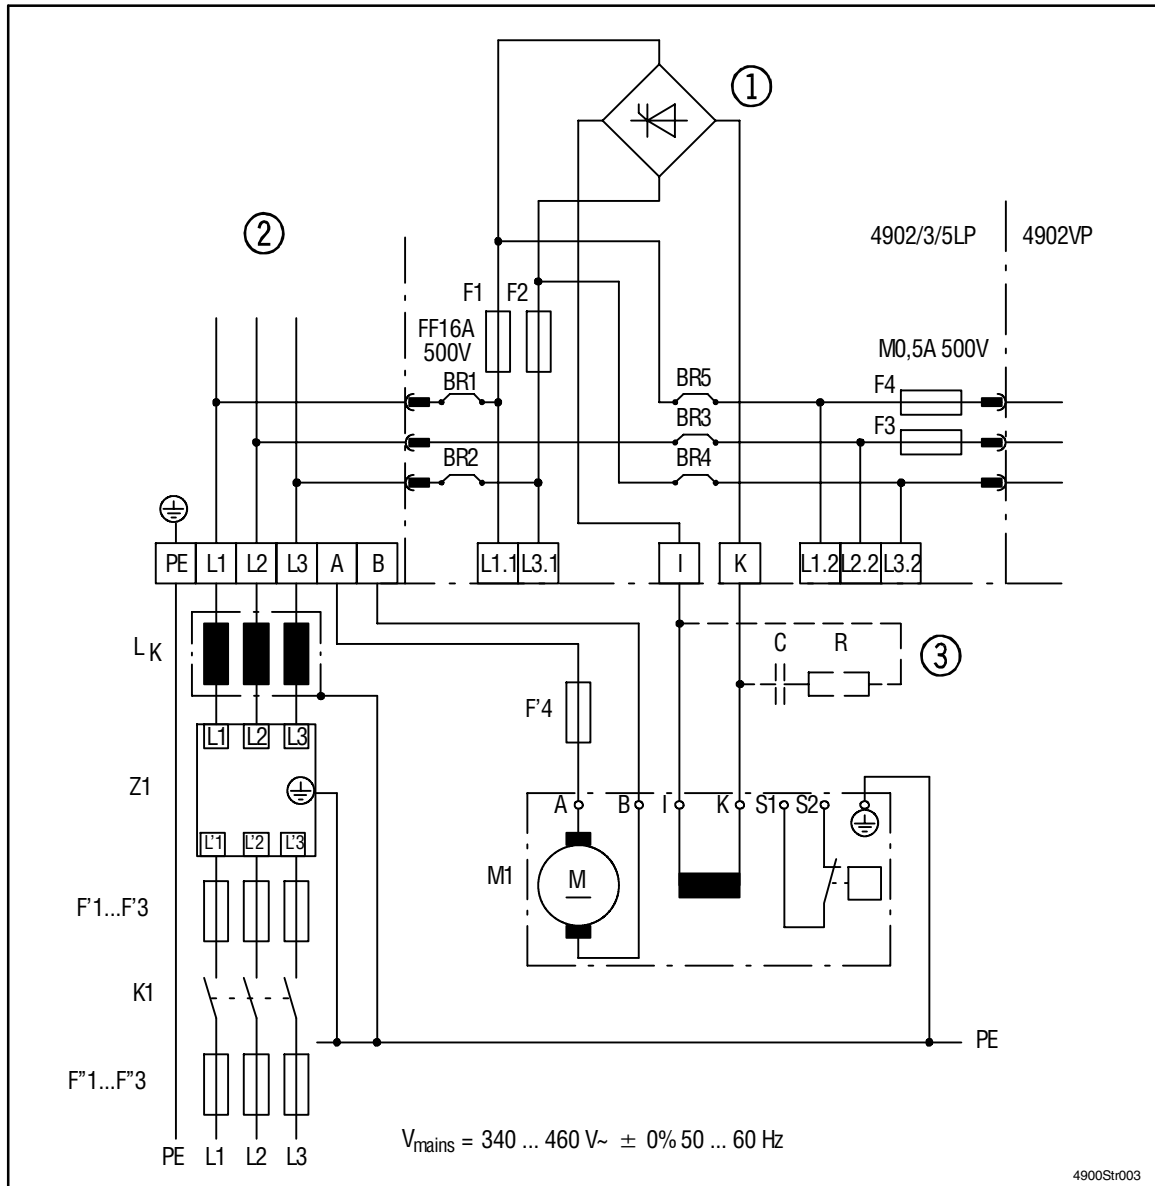 ①
②
4902/3/5LP 4902VP
F1 F2
FF16A
500V
M0,5A 500V
BR1 BR5 F4
BR3 F3
BR2 BR4
PE L1 L2 L3 A B L1.1 L3.1 I K L1.2 L2.2 L3.2
LK
C R ③
F'4
L1 L2 L3
Z1
A B I K S1 S2
L'1 L'2 L'3
M1 M
F'1...F'3
K1
PE
F"1...F"3
Vmains = 340 ... 460 V~ ± 0% 50 ... 60 Hz
PE L1 L2 L3
4900Str003